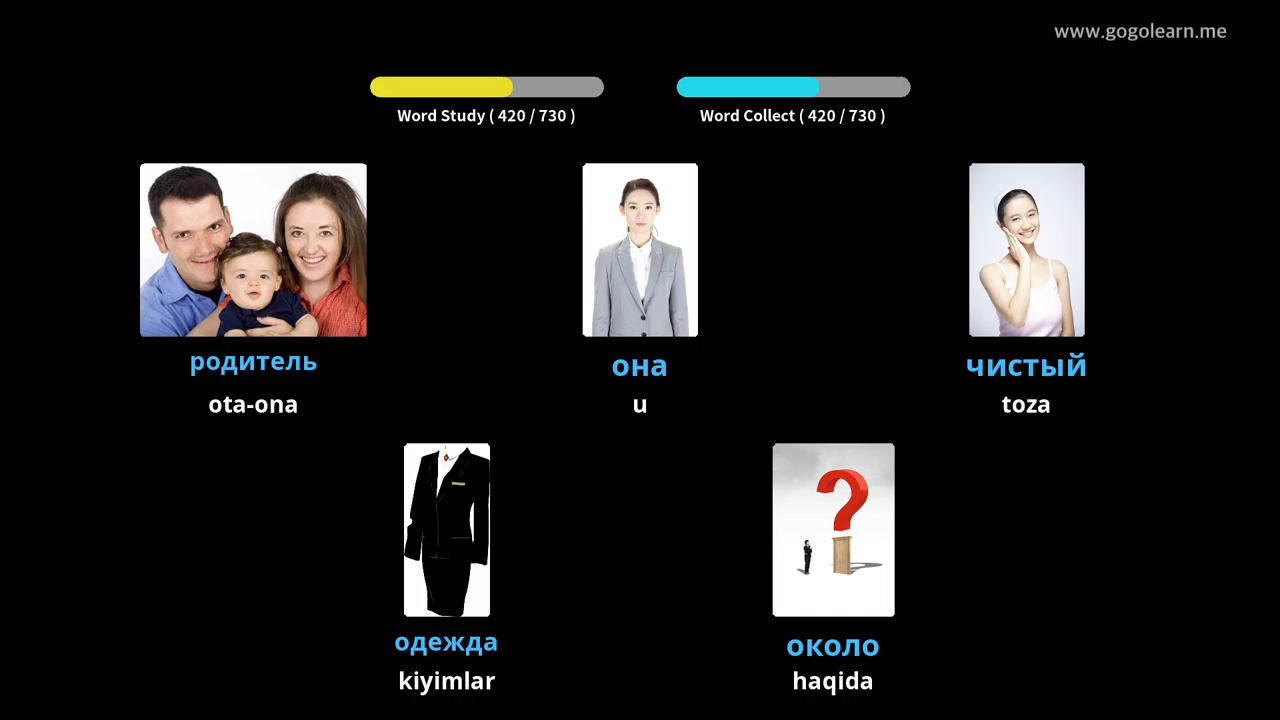 www.gogolearn.me
Word Study ( 420 / 730 )
Word Collect ( 420 / 730 )
родитель
ota-ona
она
u
чистый
toza
одежда
kiyimlar
около
haqida